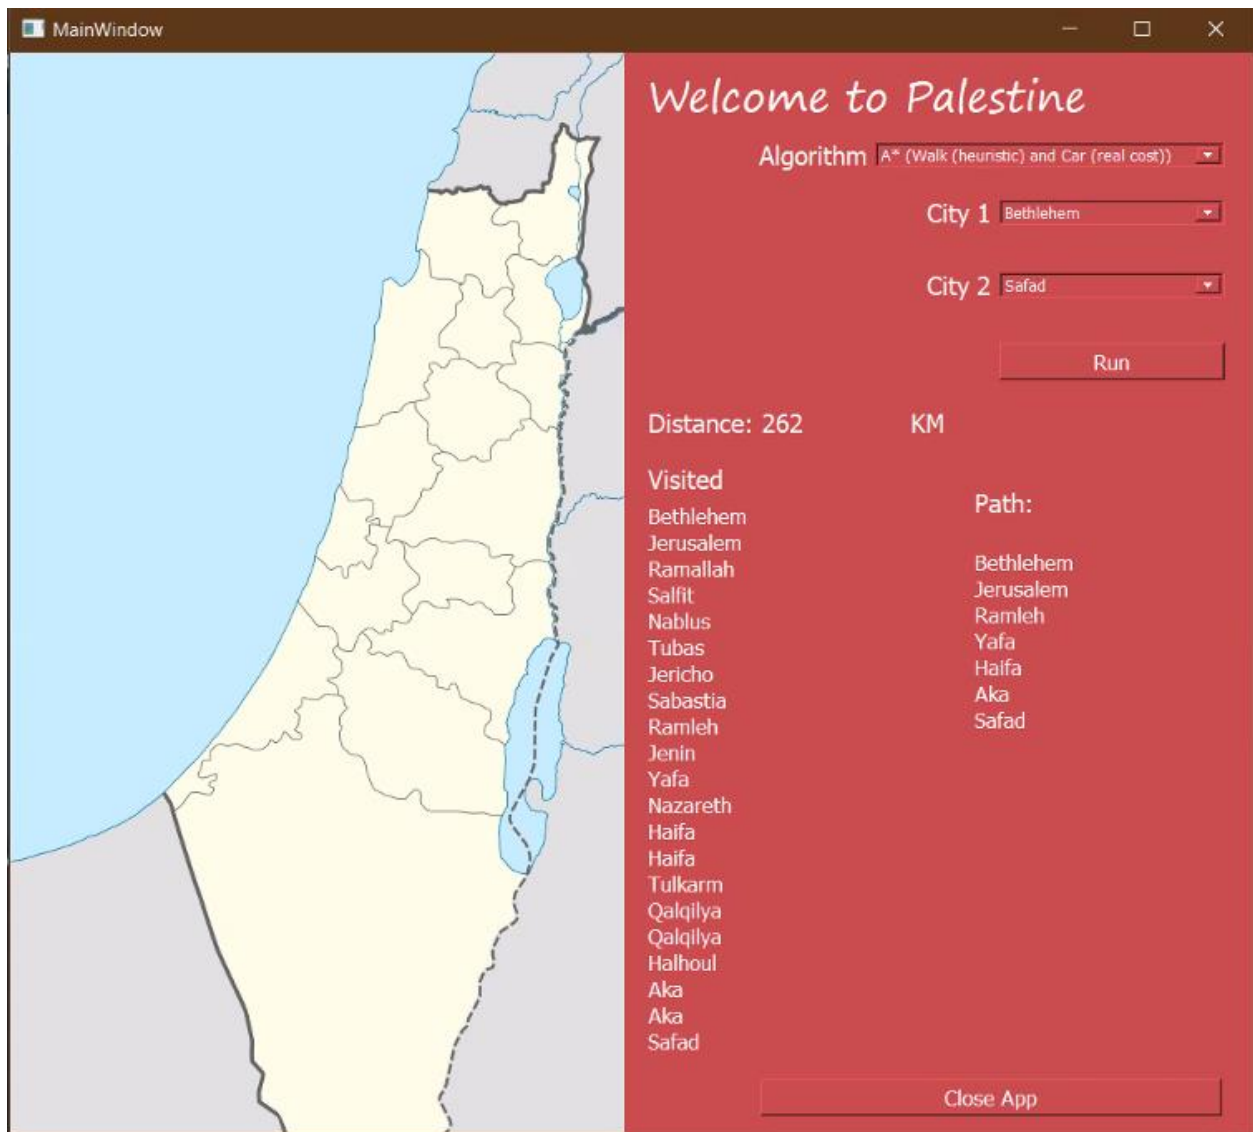 MainWindow
Welcome to Palestine
Algorithm A* (Walk (heuristic) and Car (real cost))
City 1 Bethlehem
City 2 Safad
Run
Distance: 262 KM
Visited
Bethlehem
Jerusalem
Ramallah
Salfit
Nablus
Tubas
Jericho
Sabastia
Ramleh
Jenin
Yafa
Nazareth
Haifa
Haifa
Tulkarm
Qalqilya
Qalqilya
Halhoul
Aka
Aka
Safad
Path:
Bethlehem
Jerusalem
Ramleh
Yafa
Haifa
Aka
Safad
Close App